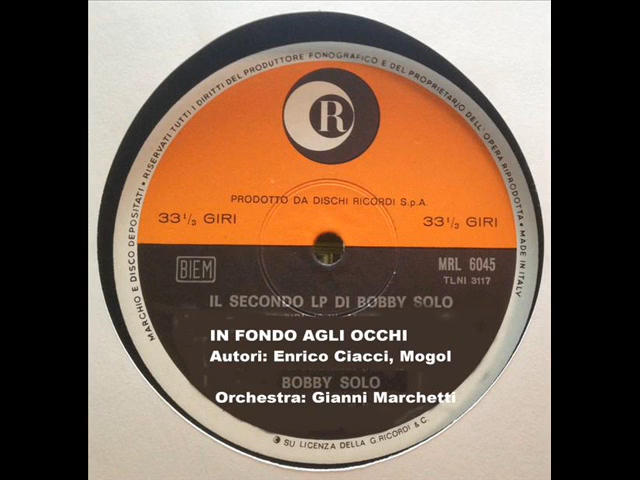 MARCHIO E DISCO DEPOSITATI • RISERVATI TUTTI I DIRITTI DEL PRODUTTORE FONOGRAFICO E DEL PROPRIETARIO DELL'OPERA RIPRODOTTA • MADE IN ITALY
R
PRODOTTO DA DISCHI RICORDI S.p.A.
33 1/3 GIRI
33 1/3 GIRI
BIEM
MRL 6045
TLNI 3117
IL SECONDO LP DI BOBBY SOLO
IN FONDO AGLI OCCHI
Autori: Enrico Ciacci, Mogol
BOBBY SOLO
Orchestra: Gianni Marchetti
SU LICENZA DELLA G. RICORDI & C.